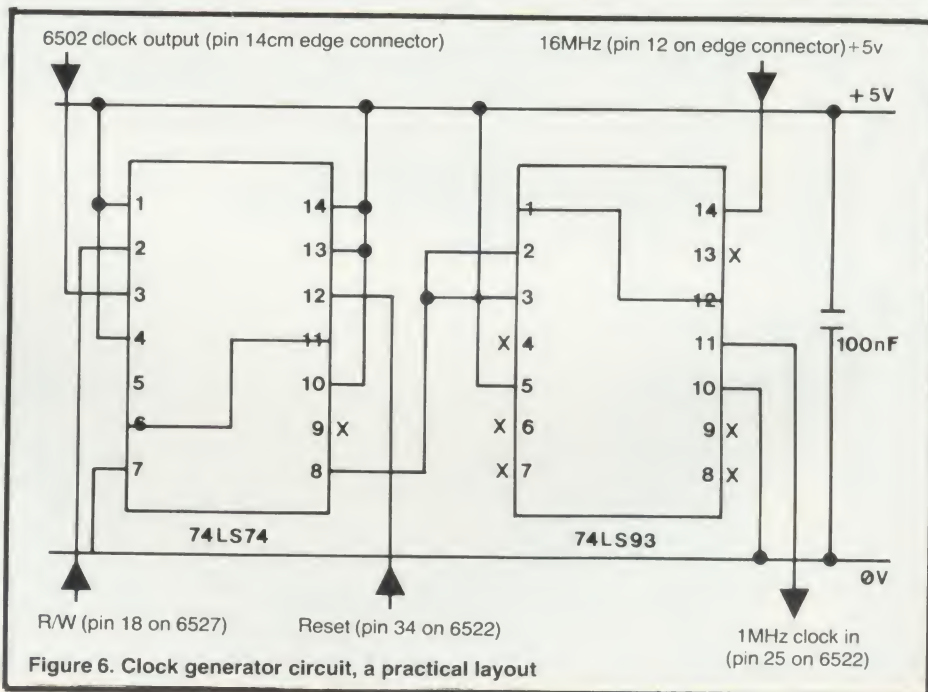 6502 clock output (pin 14cm edge connector)
16MHz (pin 12 on edge connector)+5v
+5V
1
2
3
4
5
6
7
14
13
12
11
10
9 X
8
74LS74
1
2
3
X 4
5
X 6
X 7
14
13 X
12
11
10
9 X
8 X
74LS93
100nF
0V
R/W (pin 18 on 6527)
Reset (pin 34 on 6522)
1MHz clock in
(pin 25 on 6522)
Figure 6. Clock generator circuit, a practical layout